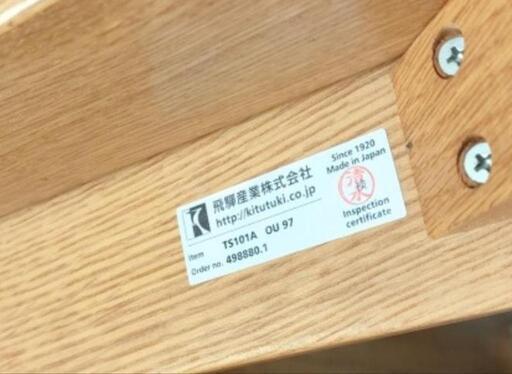 飛騨産業株式会社
http://kitutuki.co.jp
Item TS101A OU 97
Order no. 498880.1
Since 1920
Made in Japan
検
Inspection
certificate